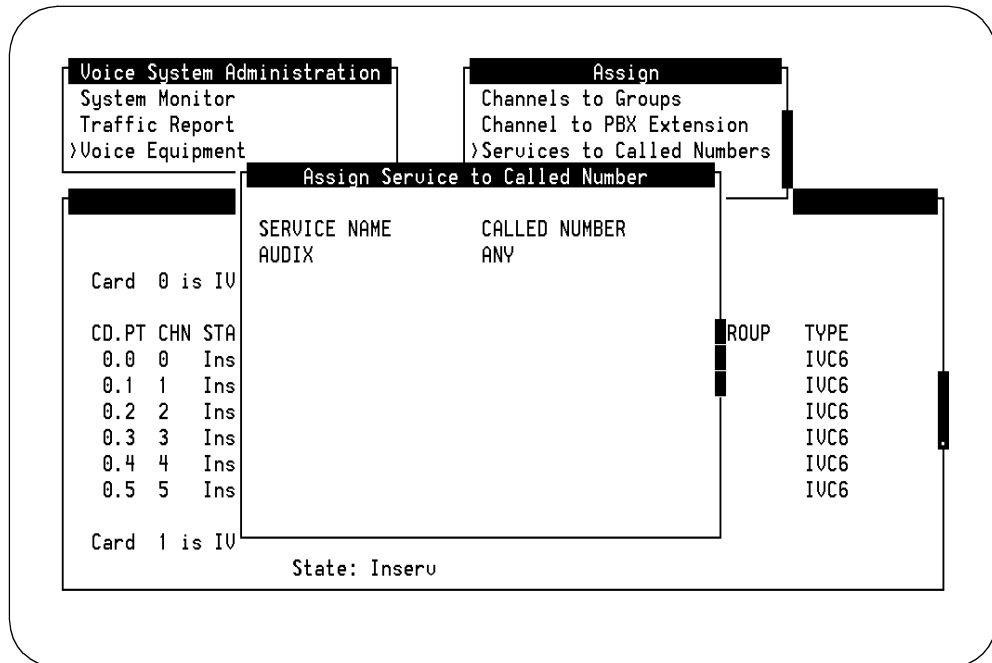 Voice System Administration
System Monitor
Traffic Report
>Voice Equipment
Assign
Channels to Groups
Channel to PBX Extension
>Services to Called Numbers
Assign Service to Called Number
SERVICE NAME CALLED NUMBER
AUDIX ANY
Card 0 is IV
CD.PT CHN STA ROUP TYPE
0.0 0 Ins IVC6
0.1 1 Ins IVC6
0.2 2 Ins IVC6
0.3 3 Ins IVC6
0.4 4 Ins IVC6
0.5 5 Ins IVC6
Card 1 is IV
State: Inserv